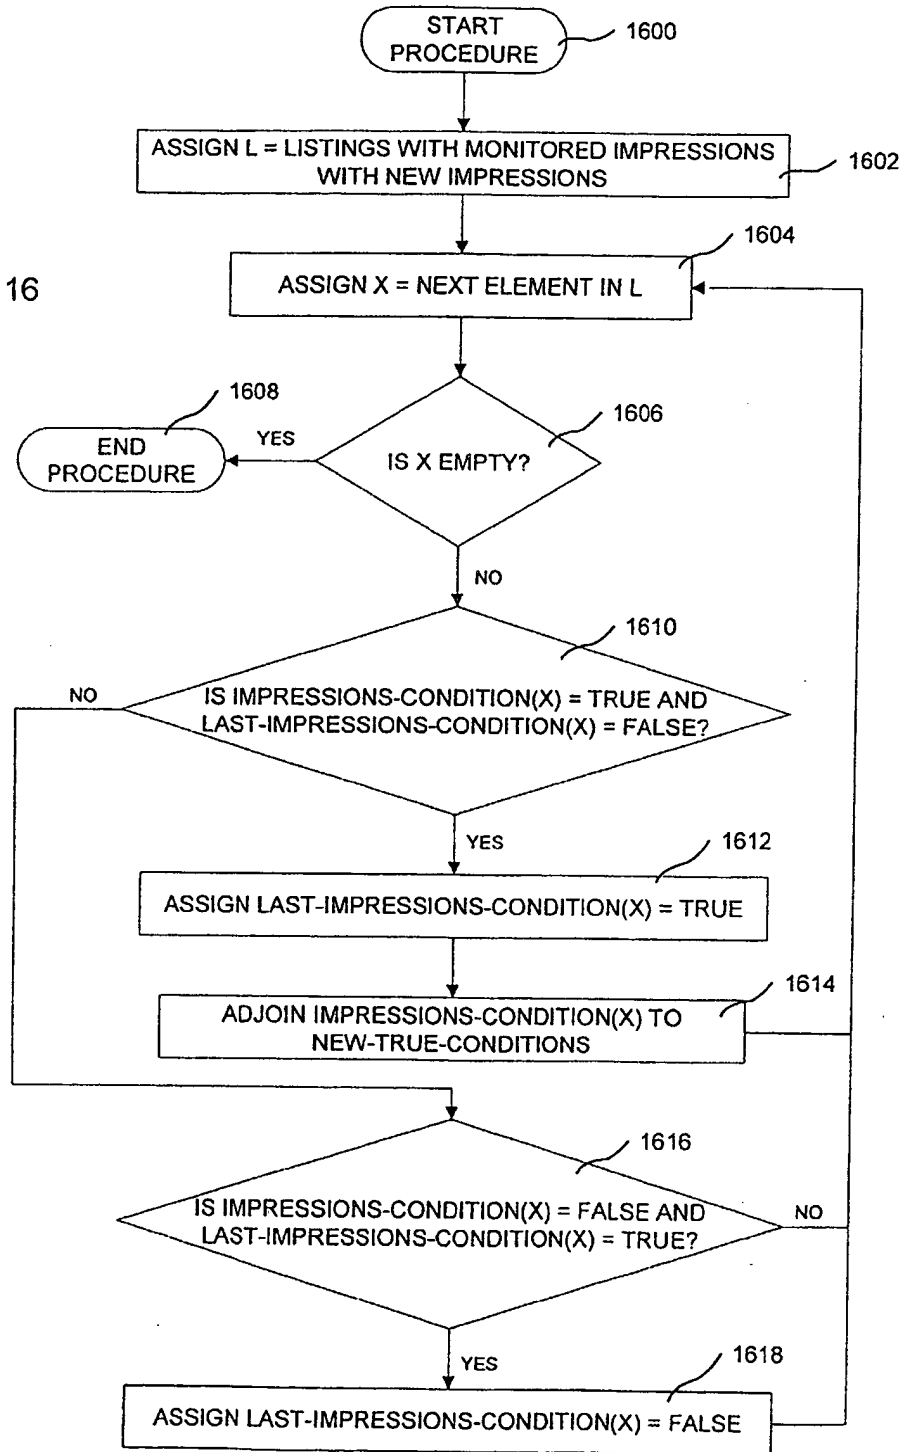 START
PROCEDURE
1600
ASSIGN L = LISTINGS WITH MONITORED IMPRESSIONS
WITH NEW IMPRESSIONS
1602
1604
16
ASSIGN X = NEXT ELEMENT IN L
1608
1606
END
PROCEDURE
YES
IS X EMPTY?
NO
1610
NO
IS IMPRESSIONS-CONDITION(X) = TRUE AND
LAST-IMPRESSIONS-CONDITION(X) = FALSE?
YES
1612
ASSIGN LAST-IMPRESSIONS-CONDITION(X) = TRUE
1614
ADJOIN IMPRESSIONS-CONDITION(X) TO
NEW-TRUE-CONDITIONS
1616
IS IMPRESSIONS-CONDITION(X) = FALSE AND
LAST-IMPRESSIONS-CONDITION(X) = TRUE?
NO
YES
1618
ASSIGN LAST-IMPRESSIONS-CONDITION(X) = FALSE